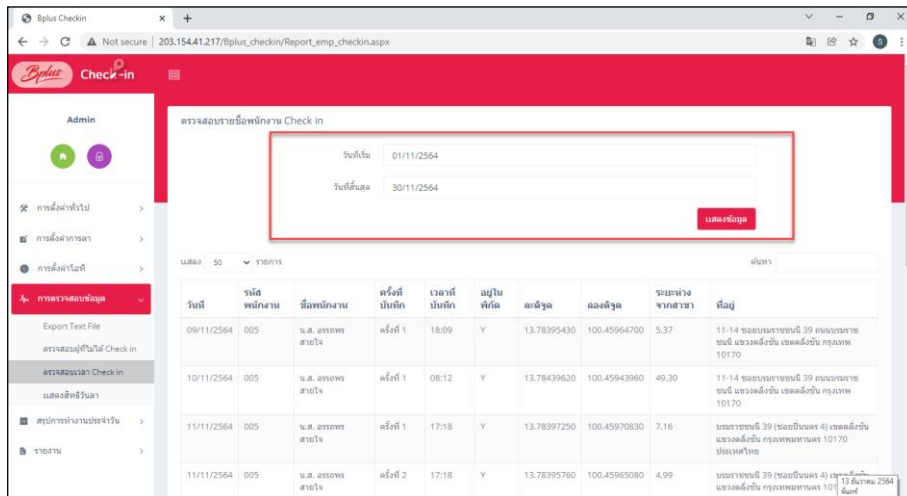 Bplus Checkin
Not secure | 203.154.41.217/Bplus_checkin/Report_emp_checkin.aspx
S
Bplus Check-in
Admin
ตรวจสอบรายชื่อพนักงาน Check in
วันที่เริ่ม 01/11/2564
วันที่สิ้นสุด 30/11/2564
แสดงข้อมูล
การตั้งค่าทั่วไป
การตั้งค่าการลา
การตั้งค่าโอที
การตรวจสอบข้อมูล
Export Text File
ตรวจสอบผู้ที่ไม่ได้ Check in
ตรวจสอบเวลา Check in
แสดงสิทธิวันลา
สรุปการทำงานประจำวัน
รายงาน
แสดง 50 รายการ ค้นหา
วันที่ รหัสพนักงาน ชื่อพนักงาน ครั้งที่บันทึก เวลาที่บันทึก อยู่ในพิกัด ละติจูด ลองติจูด ระยะห่างจากสาขา ที่อยู่
09/11/2564 005 น.ส. อรรถพร สายใจ ครั้งที่ 1 18:09 Y 13.78395430 100.45964700 5.37 11-14 ซอยบรมราชชนนี 39 ถนนบรมราชชนนี แขวงตลิ่งชัน เขตตลิ่งชัน กรุงเทพ 10170
10/11/2564 005 น.ส. อรรถพร สายใจ ครั้งที่ 1 08:12 Y 13.78439620 100.45943960 49.30 11-14 ซอยบรมราชชนนี 39 ถนนบรมราชชนนี แขวงตลิ่งชัน เขตตลิ่งชัน กรุงเทพ 10170
11/11/2564 005 น.ส. อรรถพร สายใจ ครั้งที่ 1 17:18 Y 13.78397250 100.45970830 7.16 บรมราชชนนี 39 (ซอยปิ่นนคร 4) เขตตลิ่งชัน แขวงตลิ่งชัน กรุงเทพมหานคร 10170 ประเทศไทย
11/11/2564 005 น.ส. อรรถพร สายใจ ครั้งที่ 2 17:18 Y 13.78395760 100.45965080 4.99 บรมราชชนนี 39 (ซอยปิ่นนคร 4) แขวงตลิ่งชัน กรุงเทพมหานคร
13 ธันวาคม 2564
จันทร์